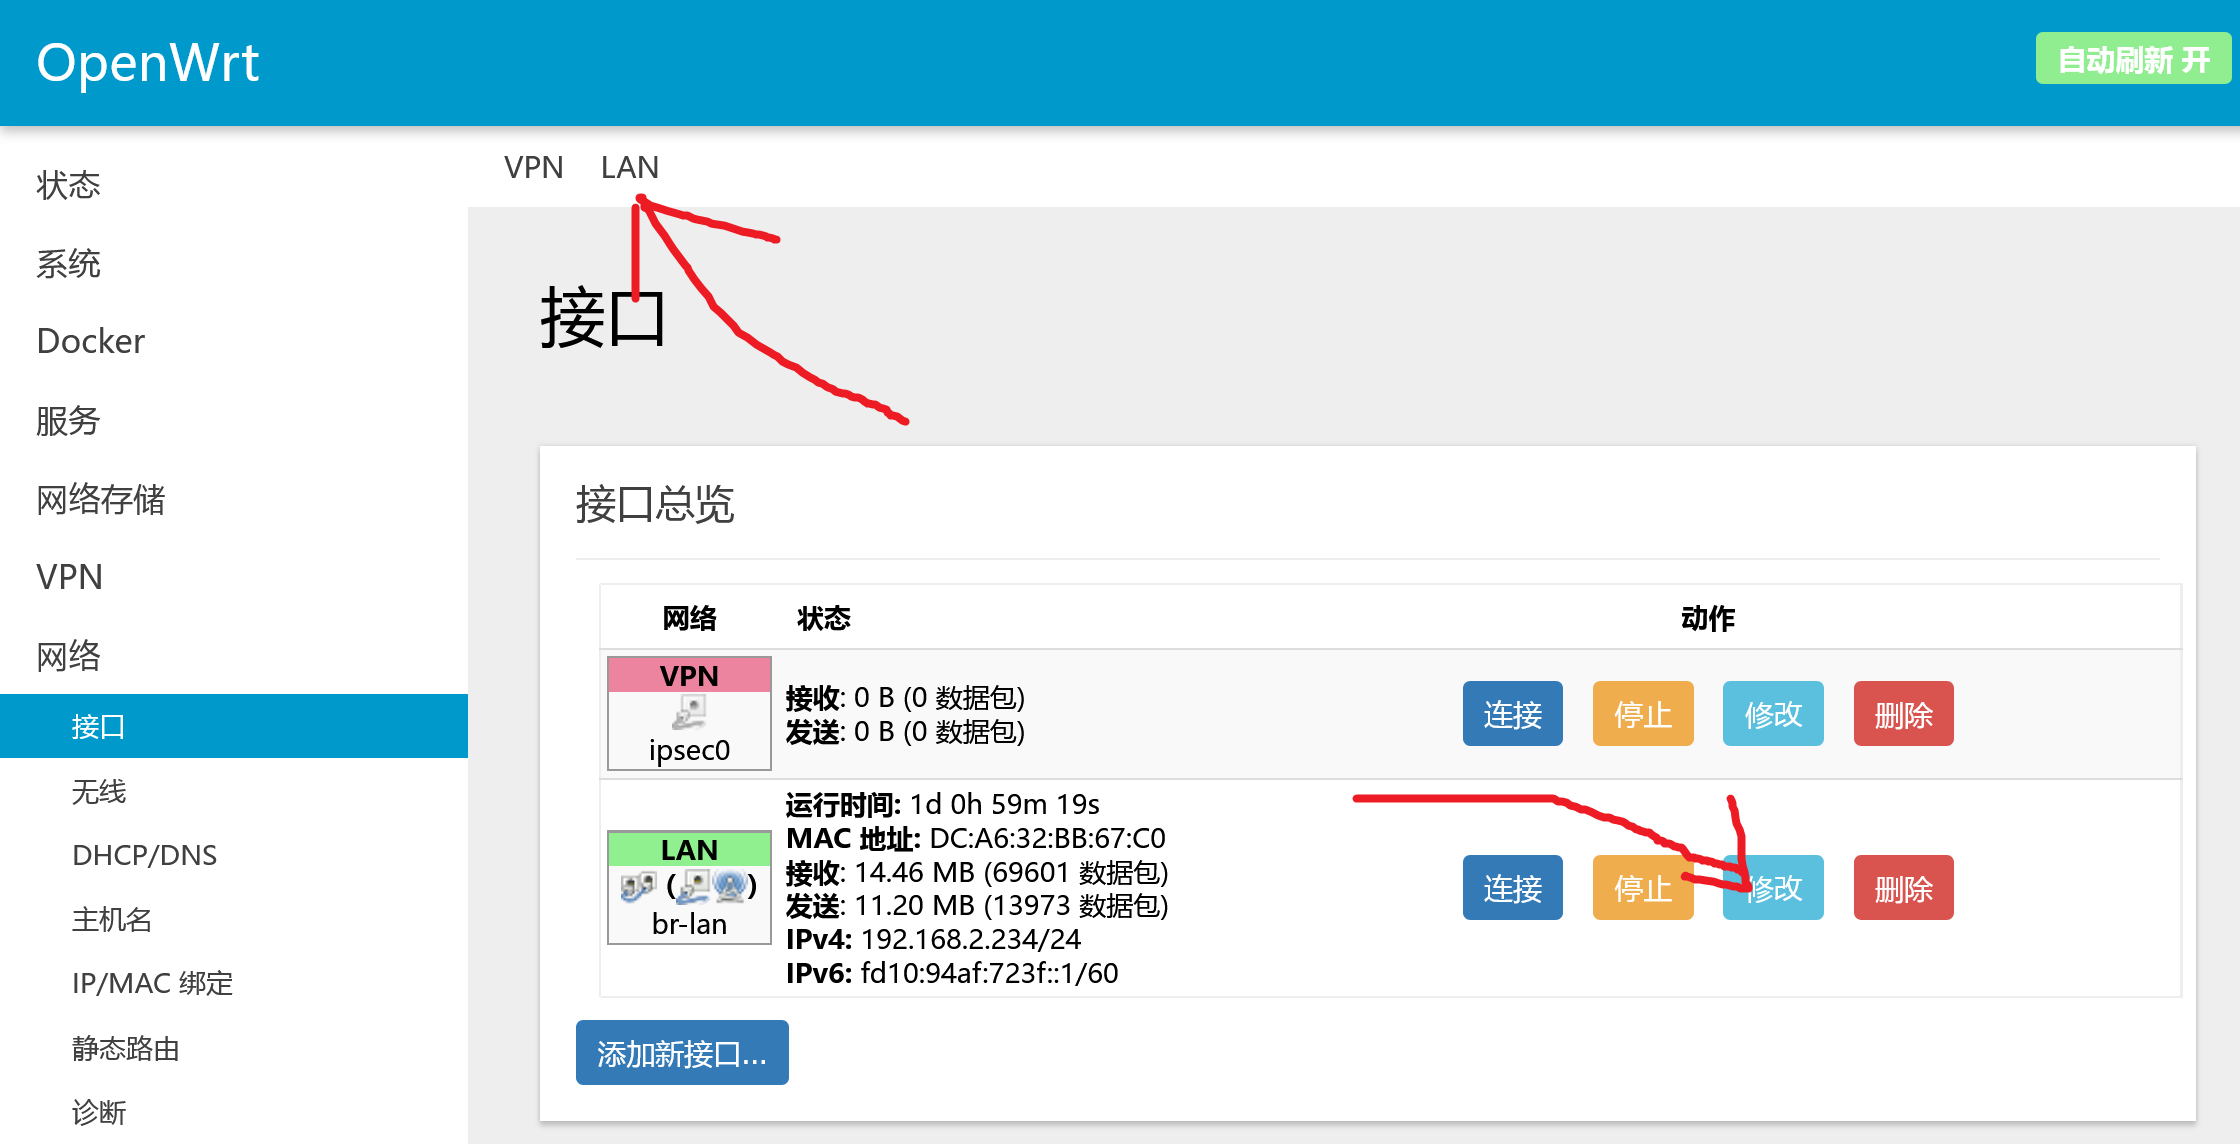 OpenWrt
自动刷新 开
状态
系统
Docker
服务
网络存储
VPN
网络
接口
无线
DHCP/DNS
主机名
IP/MAC 绑定
静态路由
诊断
VPN LAN
接口
接口总览
网络 状态 动作
VPN
ipsec0
接收: 0 B (0 数据包)
发送: 0 B (0 数据包)
连接 停止 修改 删除
LAN
( )
br-lan
运行时间: 1d 0h 59m 19s
MAC 地址: DC:A6:32:BB:67:C0
接收: 14.46 MB (69601 数据包)
发送: 11.20 MB (13973 数据包)
IPv4: 192.168.2.234/24
IPv6: fd10:94af:723f::1/60
连接 停止 修改 删除
添加新接口...